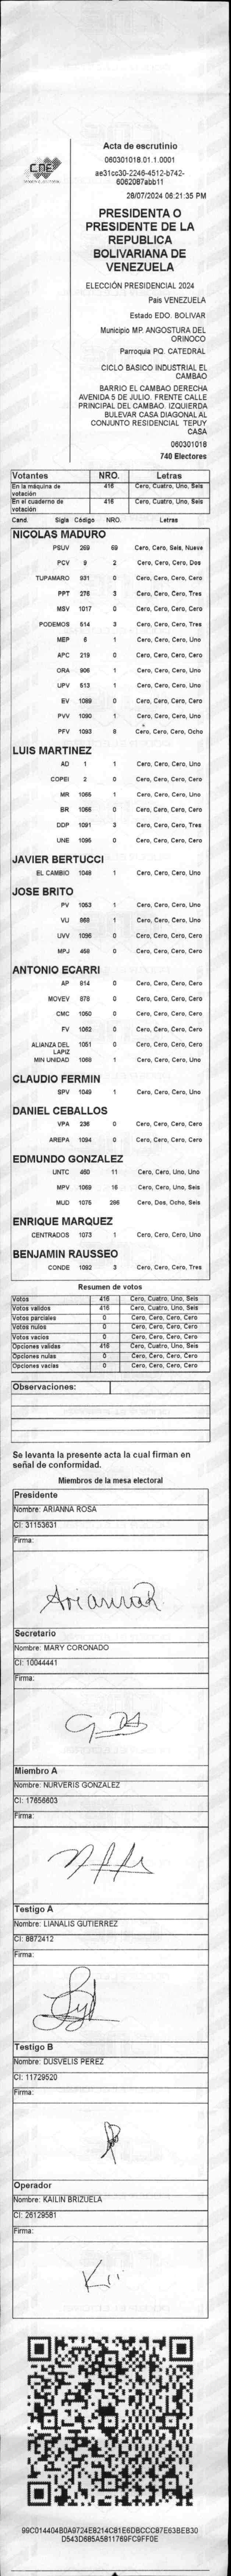 CNE
Acta de escrutinio
060301018.01.1.0001
ae31cc30-2246-4512-b742-
6062087abb11
28/07/2024 06:21:35 PM
PRESIDENTA O
PRESIDENTE DE LA
REPUBLICA
BOLIVARIANA DE
VENEZUELA
ELECCIÓN PRESIDENCIAL 2024
Pais VENEZUELA
Estado EDO. BOLIVAR
Municipio MP. ANGOSTURA DEL
ORINOCO
Parroquia PQ. CATEDRAL
CICLO BASICO INDUSTRIAL EL
CAMBAO
BARRIO EL CAMBAO DERECHA
AVENIDA 5 DE JULIO. FRENTE CALLE
PRINCIPAL DEL CAMBAO. IZQUIERDA
BULEVAR CASA DIAGONAL AL
CONJUNTO RESIDENCIAL TEPUY
CASA
060301018
740 Electores
Votantes NRO. Letras
En la máquina de votación 416 Cero, Cuatro, Uno, Seis
En el cuaderno de votación 416 Cero, Cuatro, Uno, Seis
Cand. Sigla Código NRO. Letras
NICOLAS MADURO
PSUV 269 69 Cero, Cero, Seis, Nueve
PCV 9 2 Cero, Cero, Cero, Dos
TUPAMARO 931 0 Cero, Cero, Cero, Cero
PPT 276 3 Cero, Cero, Cero, Tres
MSV 1017 0 Cero, Cero, Cero, Cero
PODEMOS 514 3 Cero, Cero, Cero, Tres
MEP 6 1 Cero, Cero, Cero, Uno
APC 219 0 Cero, Cero, Cero, Cero
ORA 906 1 Cero, Cero, Cero, Uno
UPV 513 1 Cero, Cero, Cero, Uno
EV 1089 0 Cero, Cero, Cero, Cero
PVV 1090 1 Cero, Cero, Cero, Uno
PFV 1093 8 Cero, Cero, Cero, Ocho
LUIS MARTINEZ
AD 1 1 Cero, Cero, Cero, Uno
COPEI 2 0 Cero, Cero, Cero, Cero
MR 1065 1 Cero, Cero, Cero, Uno
BR 1066 0 Cero, Cero, Cero, Cero
DDP 1091 3 Cero, Cero, Cero, Tres
UNE 1095 0 Cero, Cero, Cero, Cero
JAVIER BERTUCCI
EL CAMBIO 1048 1 Cero, Cero, Cero, Uno
JOSE BRITO
PV 1053 1 Cero, Cero, Cero, Uno
VU 868 1 Cero, Cero, Cero, Uno
UVV 1096 0 Cero, Cero, Cero, Cero
MPJ 458 0 Cero, Cero, Cero, Cero
ANTONIO ECARRI
AP 814 0 Cero, Cero, Cero, Cero
MOVEV 878 0 Cero, Cero, Cero, Cero
CMC 1050 0 Cero, Cero, Cero, Cero
FV 1062 0 Cero, Cero, Cero, Cero
ALIANZA DEL LAPIZ 1051 0 Cero, Cero, Cero, Cero
MIN UNIDAD 1068 1 Cero, Cero, Cero, Uno
CLAUDIO FERMIN
SPV 1049 1 Cero, Cero, Cero, Uno
DANIEL CEBALLOS
VPA 236 0 Cero, Cero, Cero, Cero
AREPA 1094 0 Cero, Cero, Cero, Cero
EDMUNDO GONZALEZ
UNTC 460 11 Cero, Cero, Uno, Uno
MPV 1069 16 Cero, Cero, Uno, Seis
MUD 1075 286 Cero, Dos, Ocho, Seis
ENRIQUE MARQUEZ
CENTRADOS 1073 1 Cero, Cero, Cero, Uno
BENJAMIN RAUSSEO
CONDE 1092 3 Cero, Cero, Cero, Tres
Resumen de votos
Votos 416 Cero, Cuatro, Uno, Seis
Votos validos 416 Cero, Cuatro, Uno, Seis
Votos parciales 0 Cero, Cero, Cero, Cero
Votos nulos 0 Cero, Cero, Cero, Cero
Votos vacios 0 Cero, Cero, Cero, Cero
Opciones validas 416 Cero, Cuatro, Uno, Seis
Opciones nulas 0 Cero, Cero, Cero, Cero
Opciones vacias 0 Cero, Cero, Cero, Cero
Observaciones:
Se levanta la presente acta la cual firman en
señal de conformidad.
Miembros de la mesa electoral
Presidente
Nombre: ARIANNA ROSA
CI: 31153631
Firma:
Secretario
Nombre: MARY CORONADO
CI: 10044441
Firma:
Miembro A
Nombre: NURVERIS GONZALEZ
CI: 17656603
Firma:
Testigo A
Nombre: LIANALIS GUTIERREZ
CI: 8872412
Firma:
Testigo B
Nombre: DUSVELIS PEREZ
CI: 11729520
Firma:
Operador
Nombre: KAILIN BRIZUELA
CI: 26129581
Firma:
99C014404B0A9724E8214C81E6DBCCC87E63BEB30
D543D685A5811769FC9FF0E